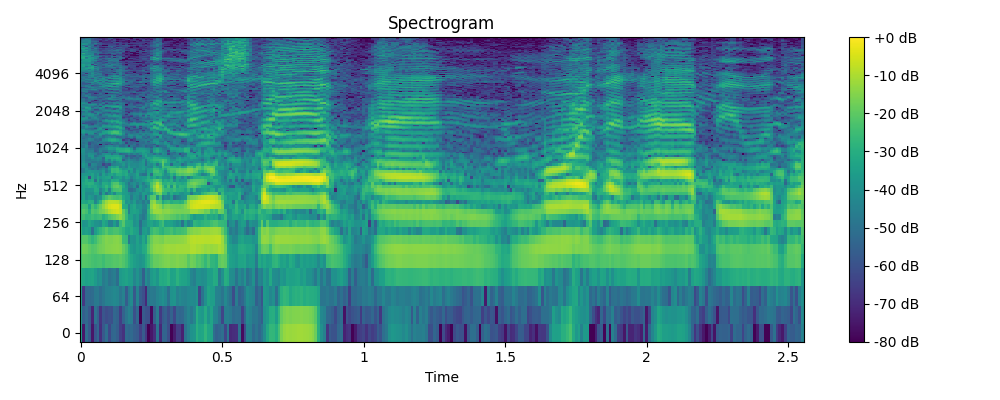 Spectrogram
Hz
4096
2048
1024
512
256
128
64
0
0
0.5
1
1.5
2
2.5
Time
+0 dB
-10 dB
-20 dB
-30 dB
-40 dB
-50 dB
-60 dB
-70 dB
-80 dB